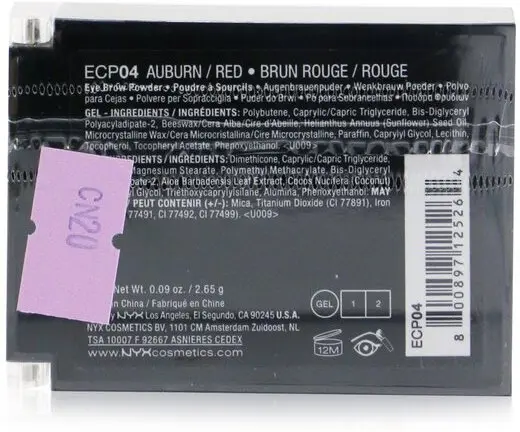 ECP04 AUBURN / RED • BRUN ROUGE / ROUGE
Eye Brow Powder • Poudre à Sourcils • Augenbrauenpuder • Wenkbrauw Poeder • Polvo
para Cejas • Polvere per Sopracciglia • Puder do Brwi • Pó para Sobrancelhas •
GEL - INGREDIENTS / INGRÉDIENTS: Polybutene, Caprylic/Capric Triglyceride, Bis-Diglyceryl
Polyacyladipate-2, Beeswax/Cera Alba/Cire d'Abeille, Helianthus Annuus (Sunflower) Seed Oil,
Microcrystalline Wax/Cera Microcristallina/Cire Microcrystalline, Paraffin, Caprylyl Glycol, Lecithin,
Tocopherol, Tocopheryl Acetate, Phenoxyethanol. <U009>
INGREDIENTS / INGRÉDIENTS: Dimethicone, Caprylic/Capric Triglyceride,
Magnesium Stearate, Polymethyl Methacrylate, Bis-Diglyceryl
-2, Aloe Barbadensis Leaf Extract, Cocos Nucifera (Coconut)
Glycol, Triethoxycaprylylsilane, Alumina, Phenoxyethanol. MAY
PEUT CONTENIR (+/-): Mica, Titanium Dioxide (CI 77891), Iron
77491, CI 77492, CI 77499). <U009>
CN20
Net Wt. 0.09 oz. / 2.65 g
in China / Fabriqué en Chine
by NYX Los Angeles, El Segundo, CA 90245 U.S.A.
NYX COSMETICS BV, 1101 CM Amsterdam Zuidoost, NL
TSA 10007 F 92667 ASNIERES CEDEX
www.NYXcosmetics.com
GEL 1 2
12M
ECP04
8 00897 12526 4